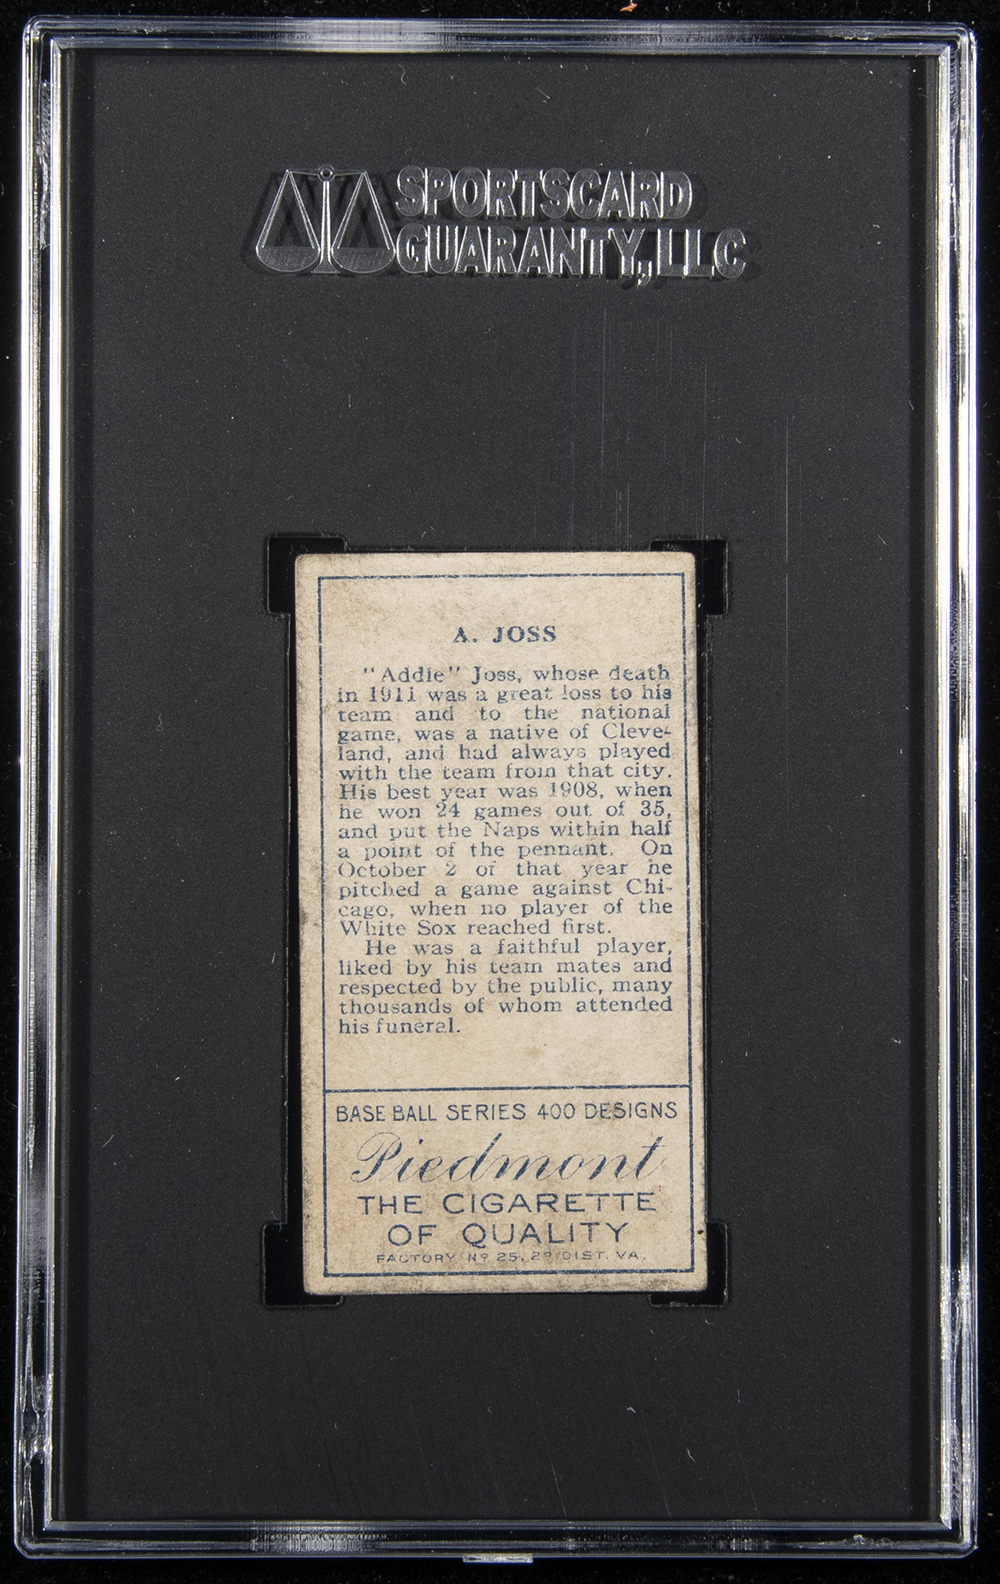 SPORTSCARD
GUARANTY, LLC
A. JOSS
"Addie" Joss, whose death
in 1911 was a great loss to his
team and to the national
game, was a native of Cleve-
land, and had always played
with the team from that city.
His best year was 1908, when
he won 24 games out of 35,
and put the Naps within half
a point of the pennant. On
October 2 of that year he
pitched a game against Chi-
cago, when no player of the
White Sox reached first.
He was a faithful player,
liked by his team mates and
respected by the public, many
thousands of whom attended
his funeral.
BASE BALL SERIES 400 DESIGNS
Piedmont
THE CIGARETTE
OF QUALITY
FACTORY Nº 25, 2D DIST. VA.